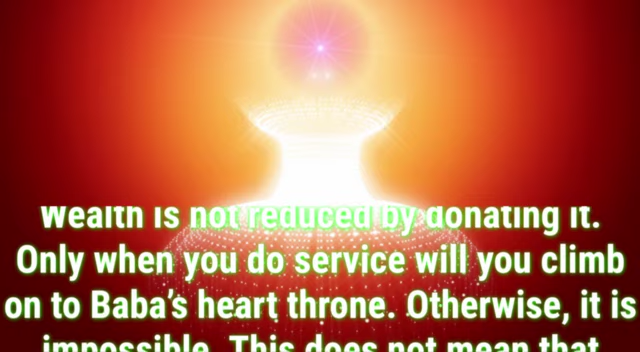 Wealth is not reduced by donating it.
Only when you do service will you climb
on to Baba’s heart throne. Otherwise, it is
impossible. This does not mean that